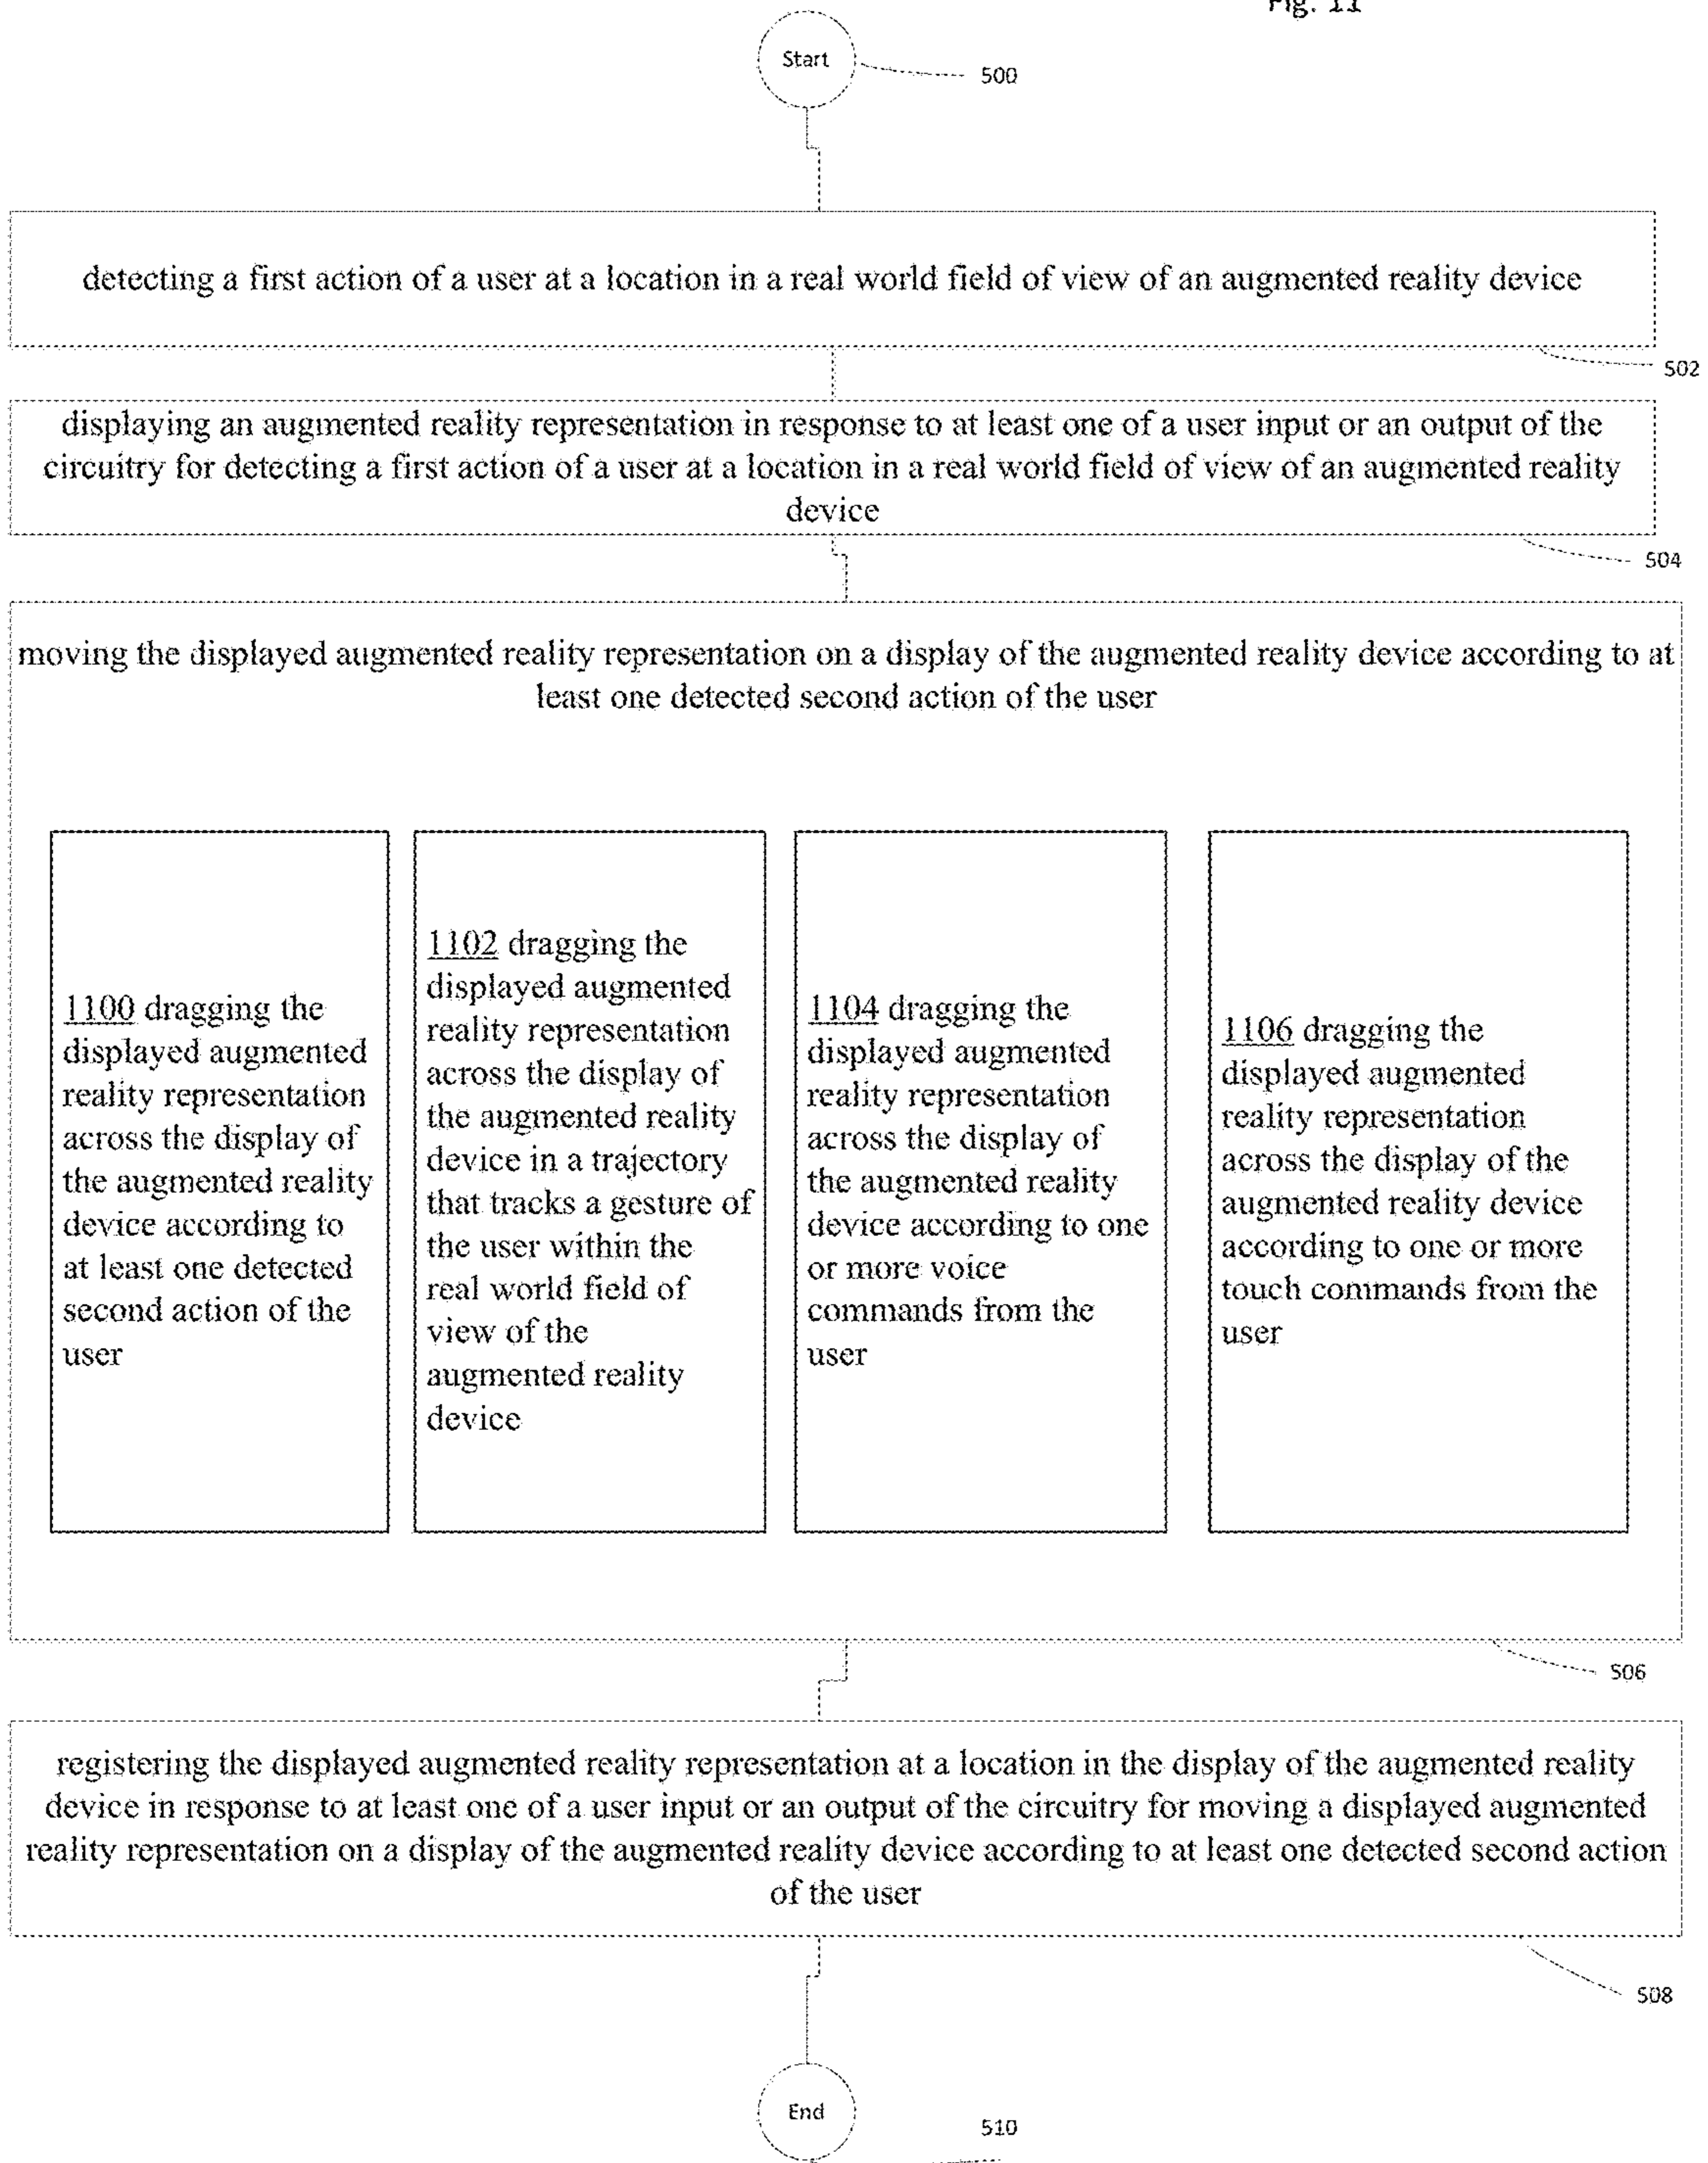 Fig. 11
Start
500
detecting a first action of a user at a location in a real world field of view of an augmented reality device
502
displaying an augmented reality representation in response to at least one of a user input or an output of the
circuitry for detecting a first action of a user at a location in a real world field of view of an augmented reality
device
504
moving the displayed augmented reality representation on a display of the augmented reality device according to at
least one detected second action of the user
1100 dragging the
displayed augmented
reality representation
across the display of
the augmented reality
device according to
at least one detected
second action of the
user
1102 dragging the
displayed augmented
reality representation
across the display of
the augmented reality
device in a trajectory
that tracks a gesture of
the user within the
real world field of
view of the
augmented reality
device
1104 dragging the
displayed augmented
reality representation
across the display of
the augmented reality
device according to one
or more voice
commands from the
user
1106 dragging the
displayed augmented
reality representation
across the display of the
augmented reality device
according to one or more
touch commands from the
user
506
registering the displayed augmented reality representation at a location in the display of the augmented reality
device in response to at least one of a user input or an output of the circuitry for moving a displayed augmented
reality representation on a display of the augmented reality device according to at least one detected second action
of the user
508
End
510